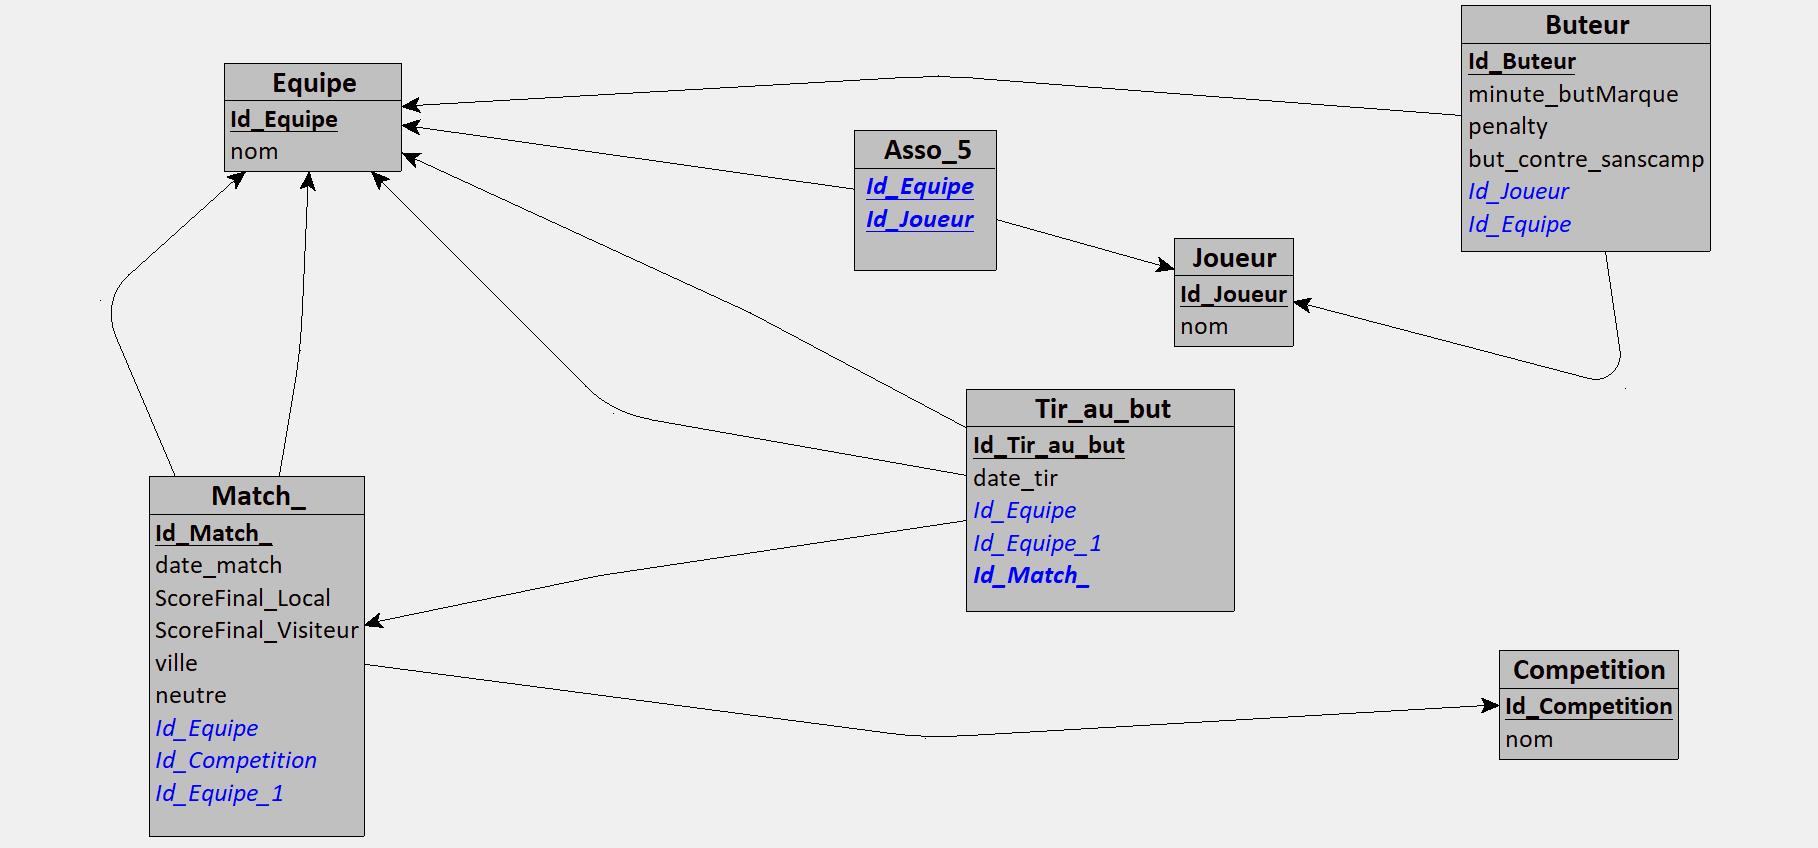 Equipe
Id_Equipe
nom
Asso_5
Id_Equipe
Id_Joueur
Buteur
Id_Buteur
minute_butMarque
penalty
but_contre_sanscamp
Id_Joueur
Id_Equipe
Joueur
Id_Joueur
nom
Tir_au_but
Id_Tir_au_but
date_tir
Id_Equipe
Id_Equipe_1
Id_Match_
Match_
Id_Match_
date_match
ScoreFinal_Local
ScoreFinal_Visiteur
ville
neutre
Id_Equipe
Id_Competition
Id_Equipe_1
Competition
Id_Competition
nom